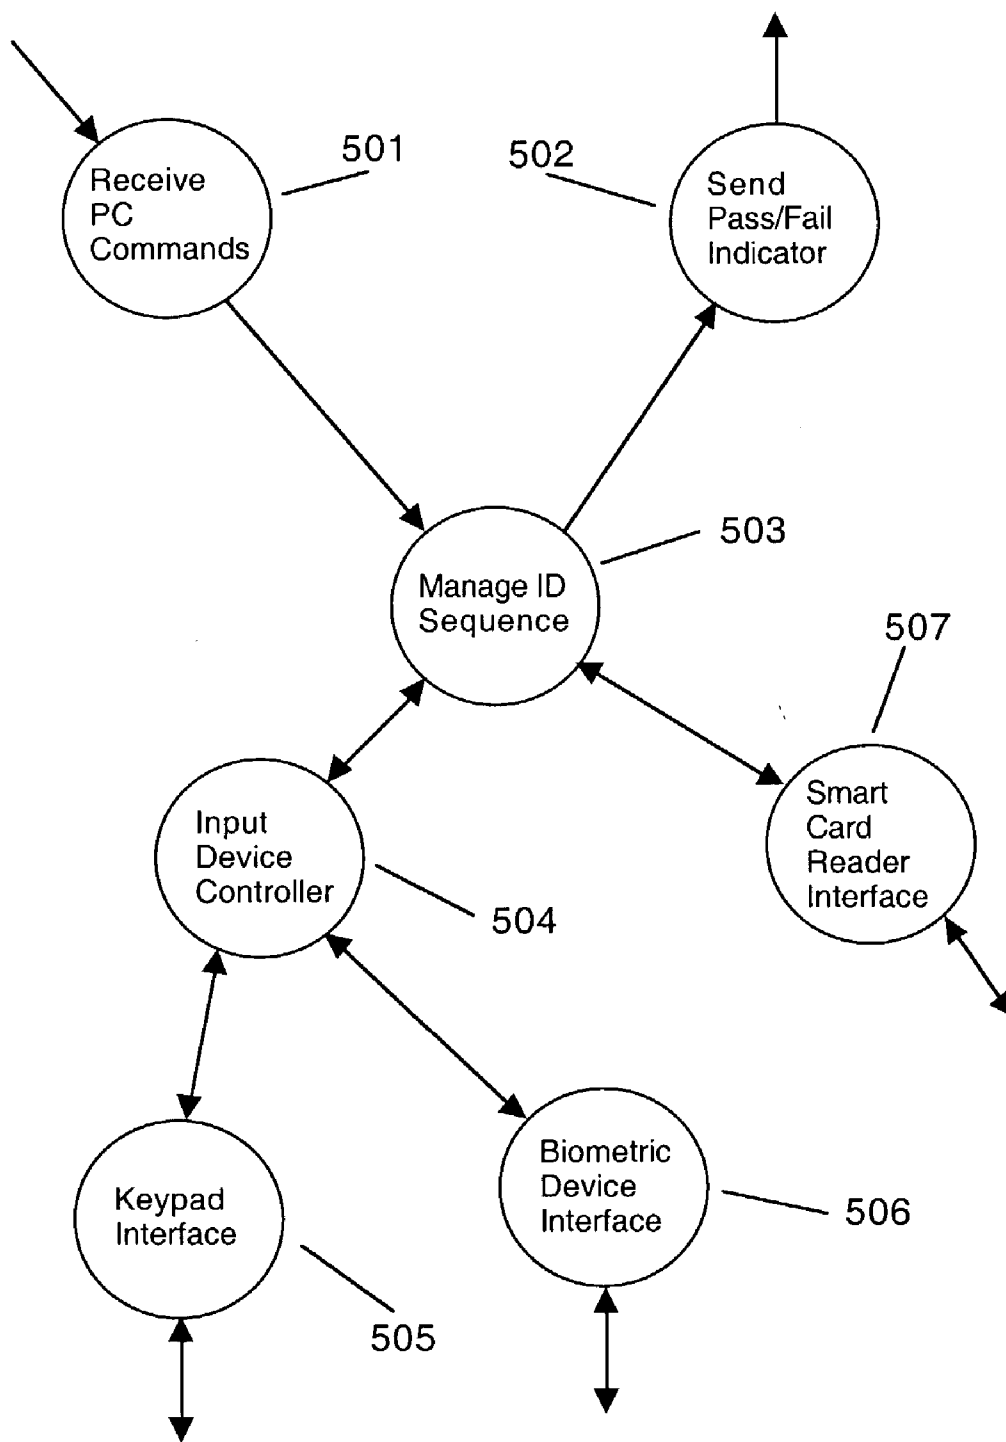 Receive
PC
Commands
501
502
Send
Pass/Fail
Indicator
Manage ID
Sequence
503
507
Smart
Card
Reader
Interface
Input
Device
Controller
504
Keypad
Interface
505
Biometric
Device
Interface
506